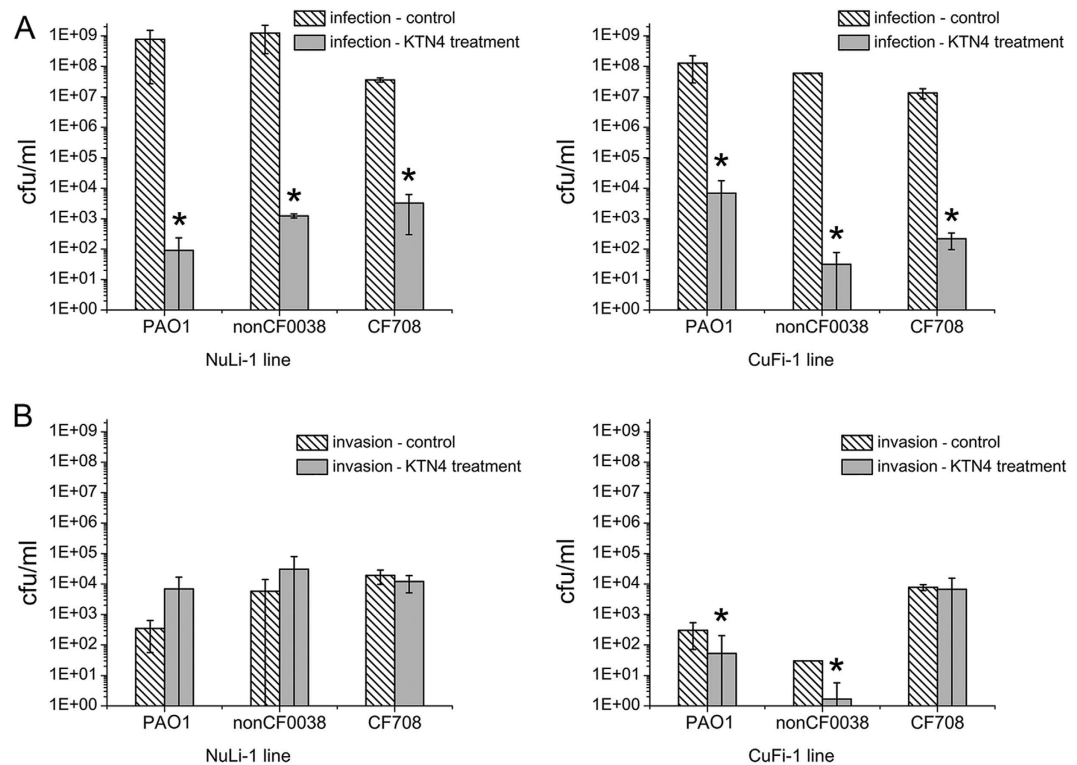 A
infection - control
infection - KTN4 treatment
cfu/ml
1E+09
1E+08
1E+07
1E+06
1E+05
1E+04
1E+03
1E+02
1E+01
1E+00
* * *
PAO1 nonCF0038 CF708
NuLi-1 line
infection - control
infection - KTN4 treatment
cfu/ml
1E+09
1E+08
1E+07
1E+06
1E+05
1E+04
1E+03
1E+02
1E+01
1E+00
* * *
PAO1 nonCF0038 CF708
CuFi-1 line
B
invasion - control
invasion - KTN4 treatment
cfu/ml
1E+09
1E+08
1E+07
1E+06
1E+05
1E+04
1E+03
1E+02
1E+01
1E+00
PAO1 nonCF0038 CF708
NuLi-1 line
invasion - control
invasion - KTN4 treatment
cfu/ml
1E+09
1E+08
1E+07
1E+06
1E+05
1E+04
1E+03
1E+02
1E+01
1E+00
* *
PAO1 nonCF0038 CF708
CuFi-1 line